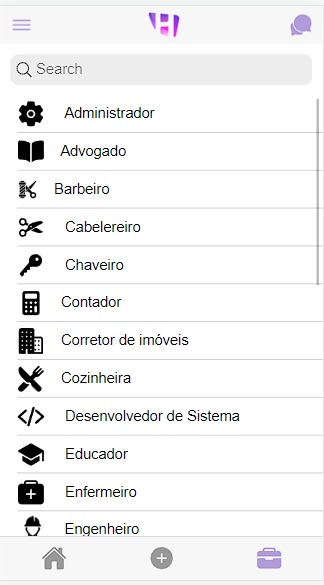 Search
Administrador
Advogado
Barbeiro
Cabelereiro
Chaveiro
Contador
Corretor de imóveis
Cozinheira
Desenvolvedor de Sistema
Educador
Enfermeiro
Engenheiro